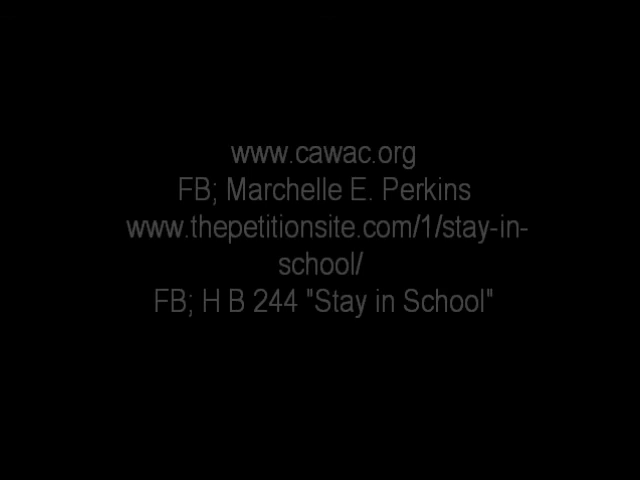 www.cawac.org
FB; Marchelle E. Perkins
www.thepetitionsite.com/1/stay-in-
school/
FB; H B 244 "Stay in School"